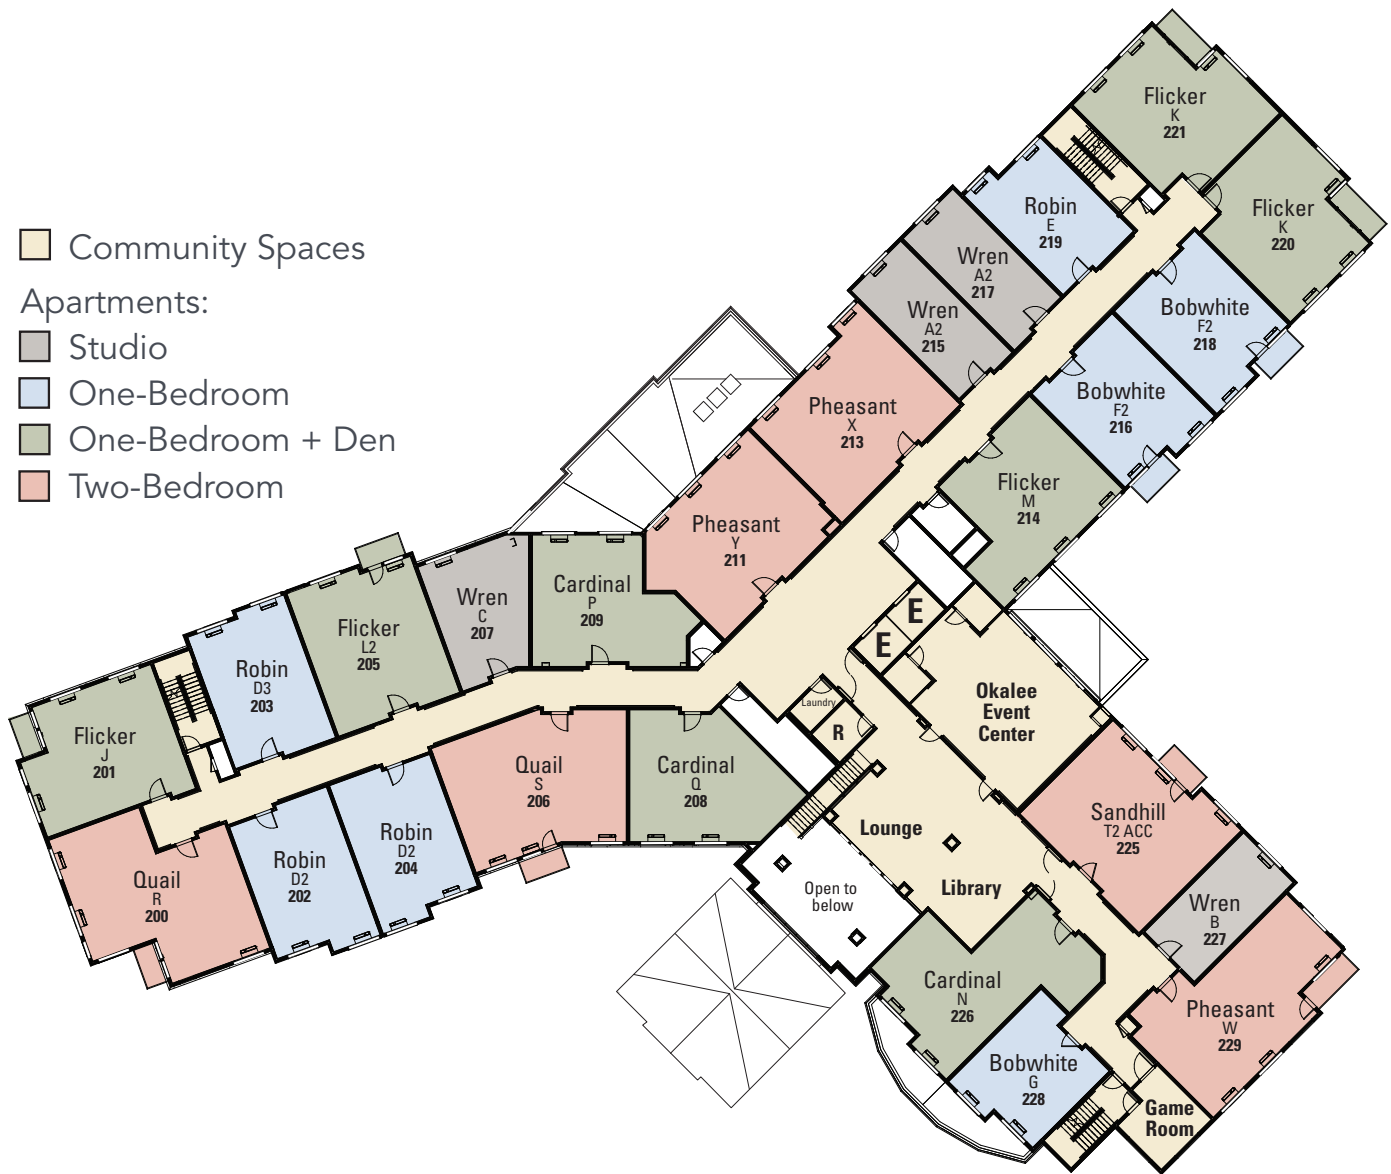 Community Spaces
Apartments:
Studio
One-Bedroom
One-Bedroom + Den
Two-Bedroom
Flicker
K
221
Flicker
K
220
Robin
E
219
Wren
A2
217
Wren
A2
215
Bobwhite
F2
218
Bobwhite
F2
216
Pheasant
X
213
Flicker
M
214
Pheasant
Y
211
Cardinal
P
209
Wren
C
207
Flicker
L2
205
Robin
D3
203
Flicker
J
201
Quail
R
200
Robin
D2
202
Robin
D2
204
Quail
S
206
Cardinal
Q
208
E
E
Laundry
R
Okalee
Event
Center
Lounge
Library
Open to
below
Sandhill
T2 ACC
225
Wren
B
227
Cardinal
N
226
Pheasant
W
229
Bobwhite
G
228
Game
Room